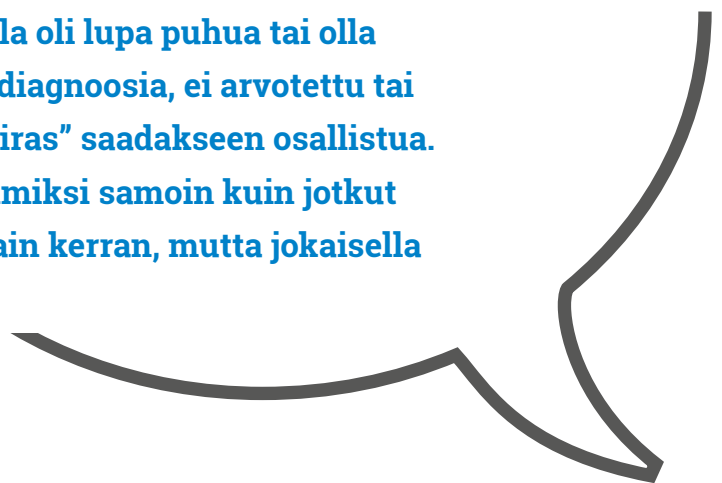 la oli lupa puhua tai olla
diagnoosia, ei arvotettu tai
iras” saadakseen osallistua.
miksi samoin kuin jotkut
ain kerran, mutta jokaisella